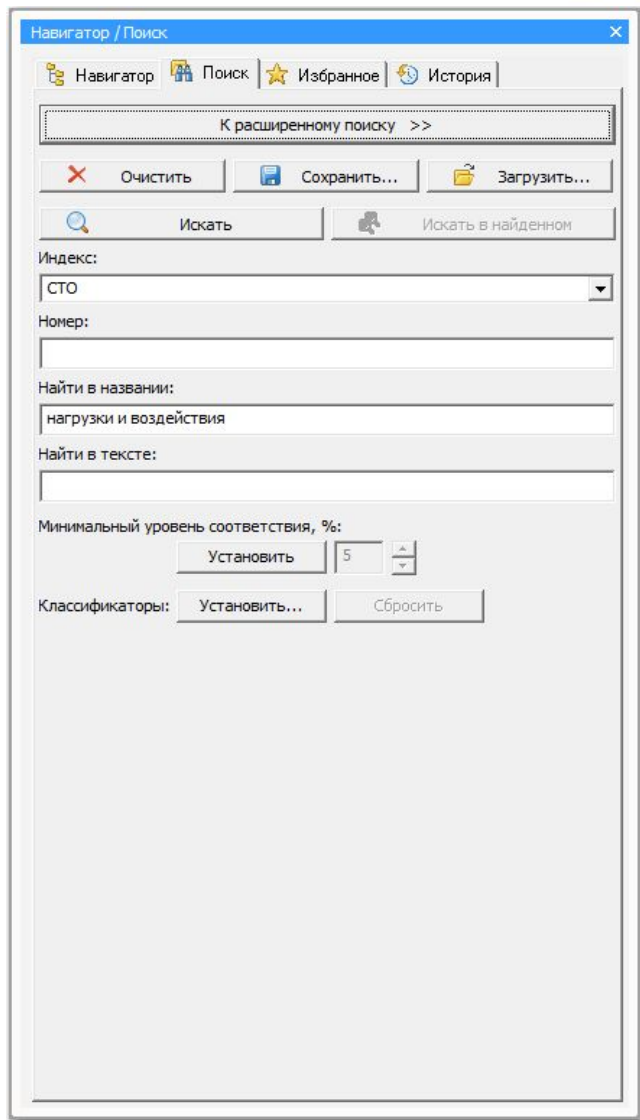 Навигатор / Поиск
Навигатор Поиск Избранное История
К расширенному поиску >>
Очистить Сохранить... Загрузить...
Искать Искать в найденном
Индекс:
СТО
Номер:
Найти в названии:
нагрузки и воздействия
Найти в тексте:
Минимальный уровень соответствия, %:
Установить 5
Классификаторы: Установить... Сбросить